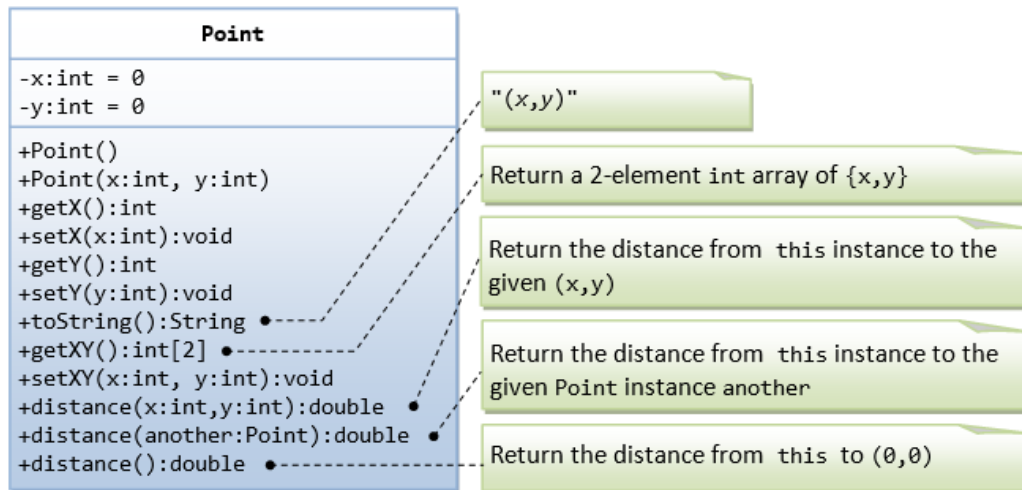 Point
-x:int = 0
-y:int = 0
+Point()
+Point(x:int, y:int)
+getX():int
+setX(x:int):void
+getY():int
+setY(y:int):void
+toString():String
+getXY():int[2]
+setXY(x:int, y:int):void
+distance(x:int,y:int):double
+distance(another:Point):double
+distance():double
"(x,y)"
Return a 2-element int array of {x,y}
Return the distance from this instance to the
given (x,y)
Return the distance from this instance to the
given Point instance another
Return the distance from this to (0,0)